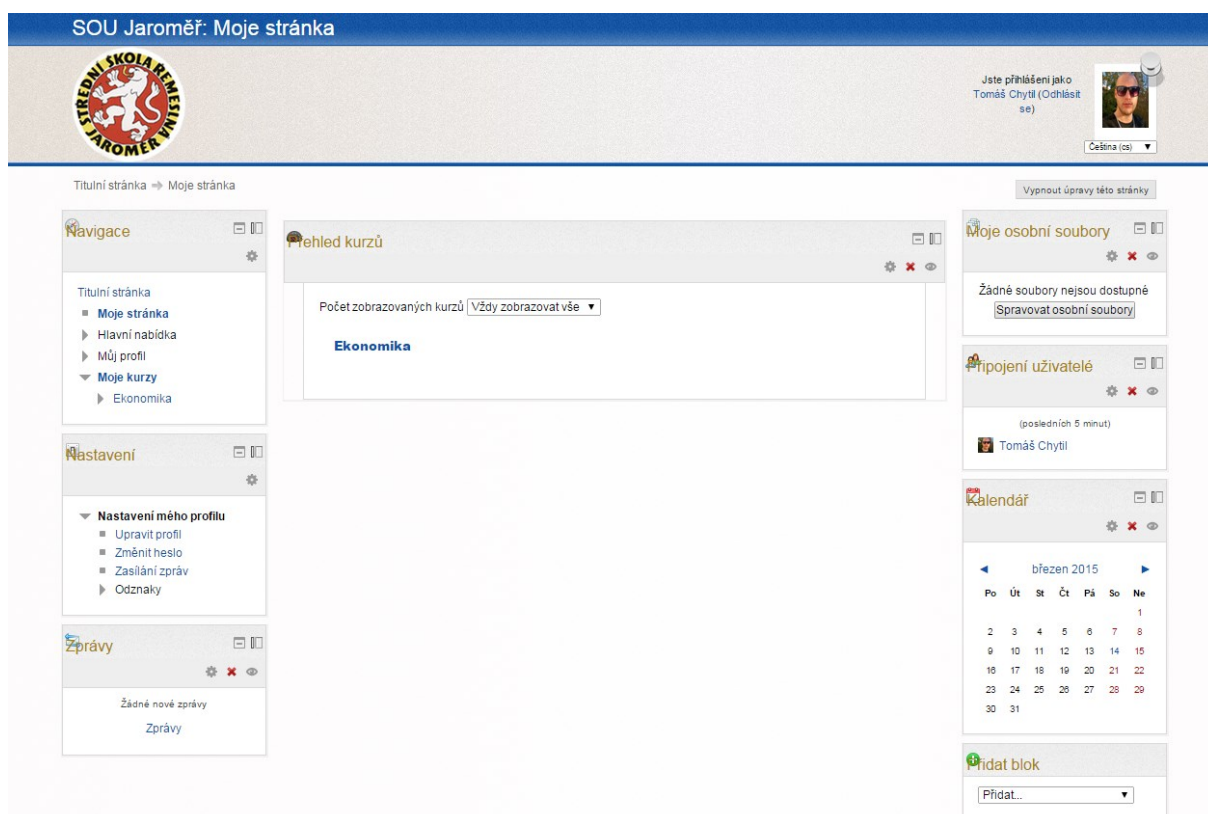 SOU Jaroměř: Moje stránka
STŘEDNÍ ŠKOLA ŘEMESLNÁ
JAROMĚŘ
Jste přihlášeni jako
Tomáš Chytil (Odhlásit
se)
Čeština (cs)
Titulní stránka
Moje stránka
Vypnout úpravy této stránky
Navigace
Titulní stránka
Moje stránka
Hlavní nabídka
Můj profil
Moje kurzy
Ekonomika
Nastavení
Nastavení mého profilu
Upravit profil
Změnit heslo
Zasílání zpráv
Odznaky
Zprávy
Žádné nové zprávy
Zprávy
Přehled kurzů
Počet zobrazovaných kurzů Vždy zobrazovat vše
Ekonomika
Moje osobní soubory
Žádné soubory nejsou dostupné
Spravovat osobní soubory
Připojení uživatelé
(posledních 5 minut)
Tomáš Chytil
Kalendář
březen 2015
Po Út St Čt Pá So Ne
1
2 3 4 5 6 7 8
9 10 11 12 13 14 15
16 17 18 19 20 21 22
23 24 25 26 27 28 29
30 31
Přidat blok
Přidat...